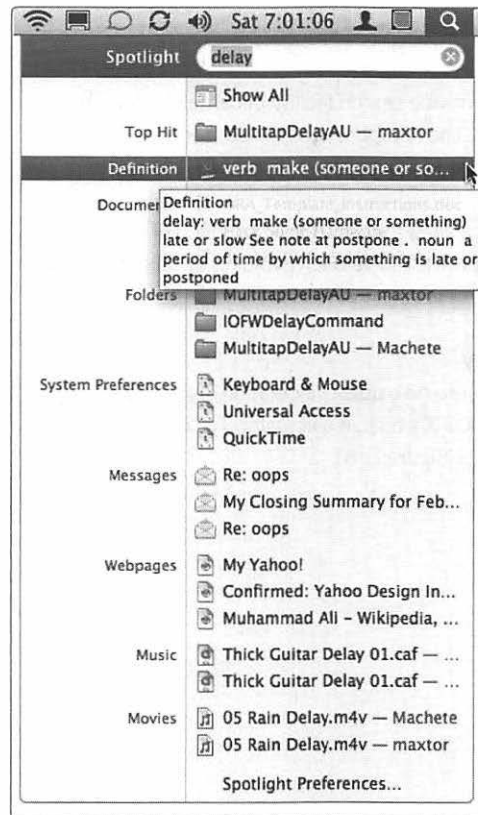 Sat 7:01:06
Spotlight delay
Show All
Top Hit MultitapDelayAU — maxtor
Definition verb make (someone or so...
Documen
Definition
delay: verb make (someone or something)
late or slow See note at postpone . noun a
period of time by which something is late or
postponed
Folders MultitapDelayAU — maxtor
IOFWDelayCommand
MultitapDelayAU — Machete
System Preferences Keyboard & Mouse
Universal Access
QuickTime
Messages Re: oops
My Closing Summary for Feb...
Re: oops
Webpages My Yahoo!
Confirmed: Yahoo Design In...
Muhammad Ali – Wikipedia, ...
Music Thick Guitar Delay 01.caf — ...
Thick Guitar Delay 01.caf — ...
Movies 05 Rain Delay.m4v — Machete
05 Rain Delay.m4v — maxtor
Spotlight Preferences...